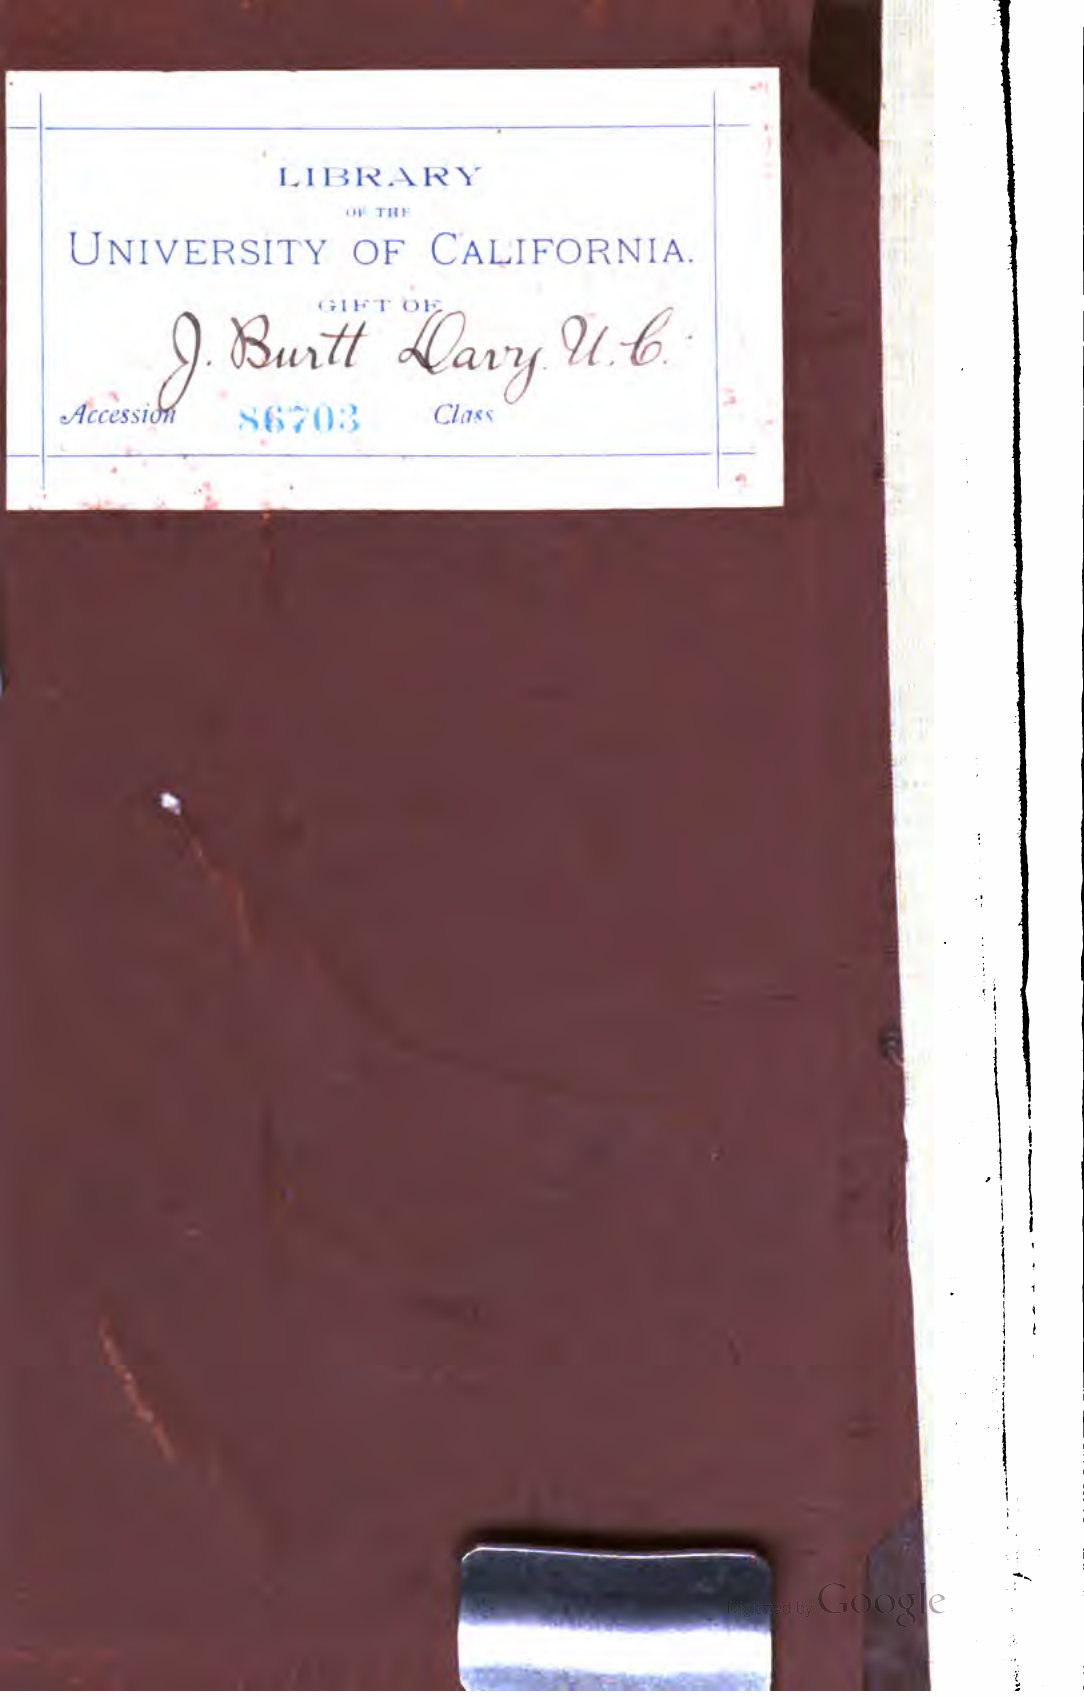 LIBRARY
OF THE
UNIVERSITY OF CALIFORNIA.
GIFT OF
J. Burtt Davy. U. C.
Accession 86703 Class
Digitized by Google